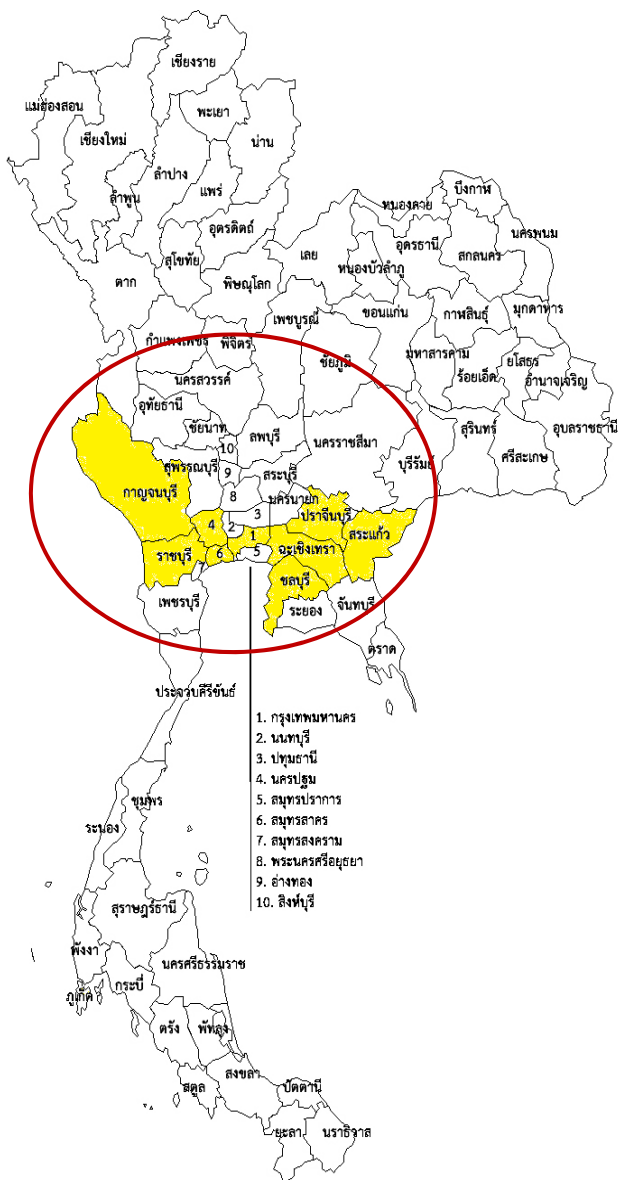 เชียงราย
แม่ฮ่องสอน
พะเยา
เชียงใหม่
น่าน
ลำปาง
แพร่
ลำพูน
บึงกาฬ
หนองคาย
อุตรดิตถ์
นครพนม
อุดรธานี
เลย
สุโขทัย
สกลนคร
หนองบัวลำภู
ตาก
พิษณุโลก
ขอนแก่น
กาฬสินธุ์
มุกดาหาร
เพชรบูรณ์
กำแพงเพชร
พิจิตร
ชัยภูมิ
มหาสารคาม
ยโสธร
ร้อยเอ็ด
อำนาจเจริญ
นครสวรรค์
อุทัยธานี
ชัยนาท
ลพบุรี
นครราชสีมา
สุรินทร์
อุบลราชธานี
10
ศรีสะเกษ
สุพรรณบุรี
บุรีรัมย์
9
สระบุรี
กาญจนบุรี
8
นครนายก
ปราจีนบุรี
3
สระแก้ว
4
2
1
ฉะเชิงเทรา
ราชบุรี
6
5
7
ชลบุรี
เพชรบุรี
ระยอง
จันทบุรี
ตราด
ประจวบคีรีขันธ์
1. กรุงเทพมหานคร
2. นนทบุรี
3. ปทุมธานี
4. นครปฐม
5. สมุทรปราการ
6. สมุทรสาคร
7. สมุทรสงคราม
8. พระนครศรีอยุธยา
9. อ่างทอง
10. สิงห์บุรี
ชุมพร
ระนอง
สุราษฎร์ธานี
พังงา
นครศรีธรรมราช
กระบี่
ภูเก็ต
ตรัง
พัทลุง
สงขลา
สตูล
ปัตตานี
ยะลา
นราธิวาส